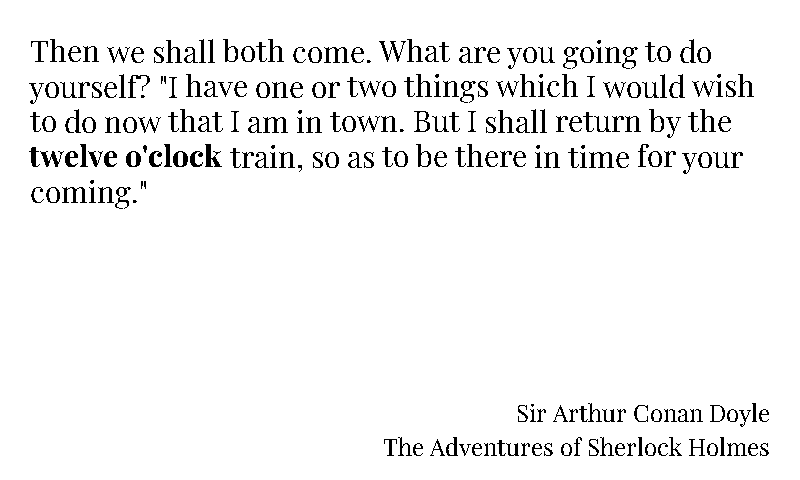 Then we shall both come. What are you going to do
yourself? "I have one or two things which I would wish
to do now that I am in town. But I shall return by the
twelve o'clock train, so as to be there in time for your
coming."
Sir Arthur Conan Doyle
The Adventures of Sherlock Holmes